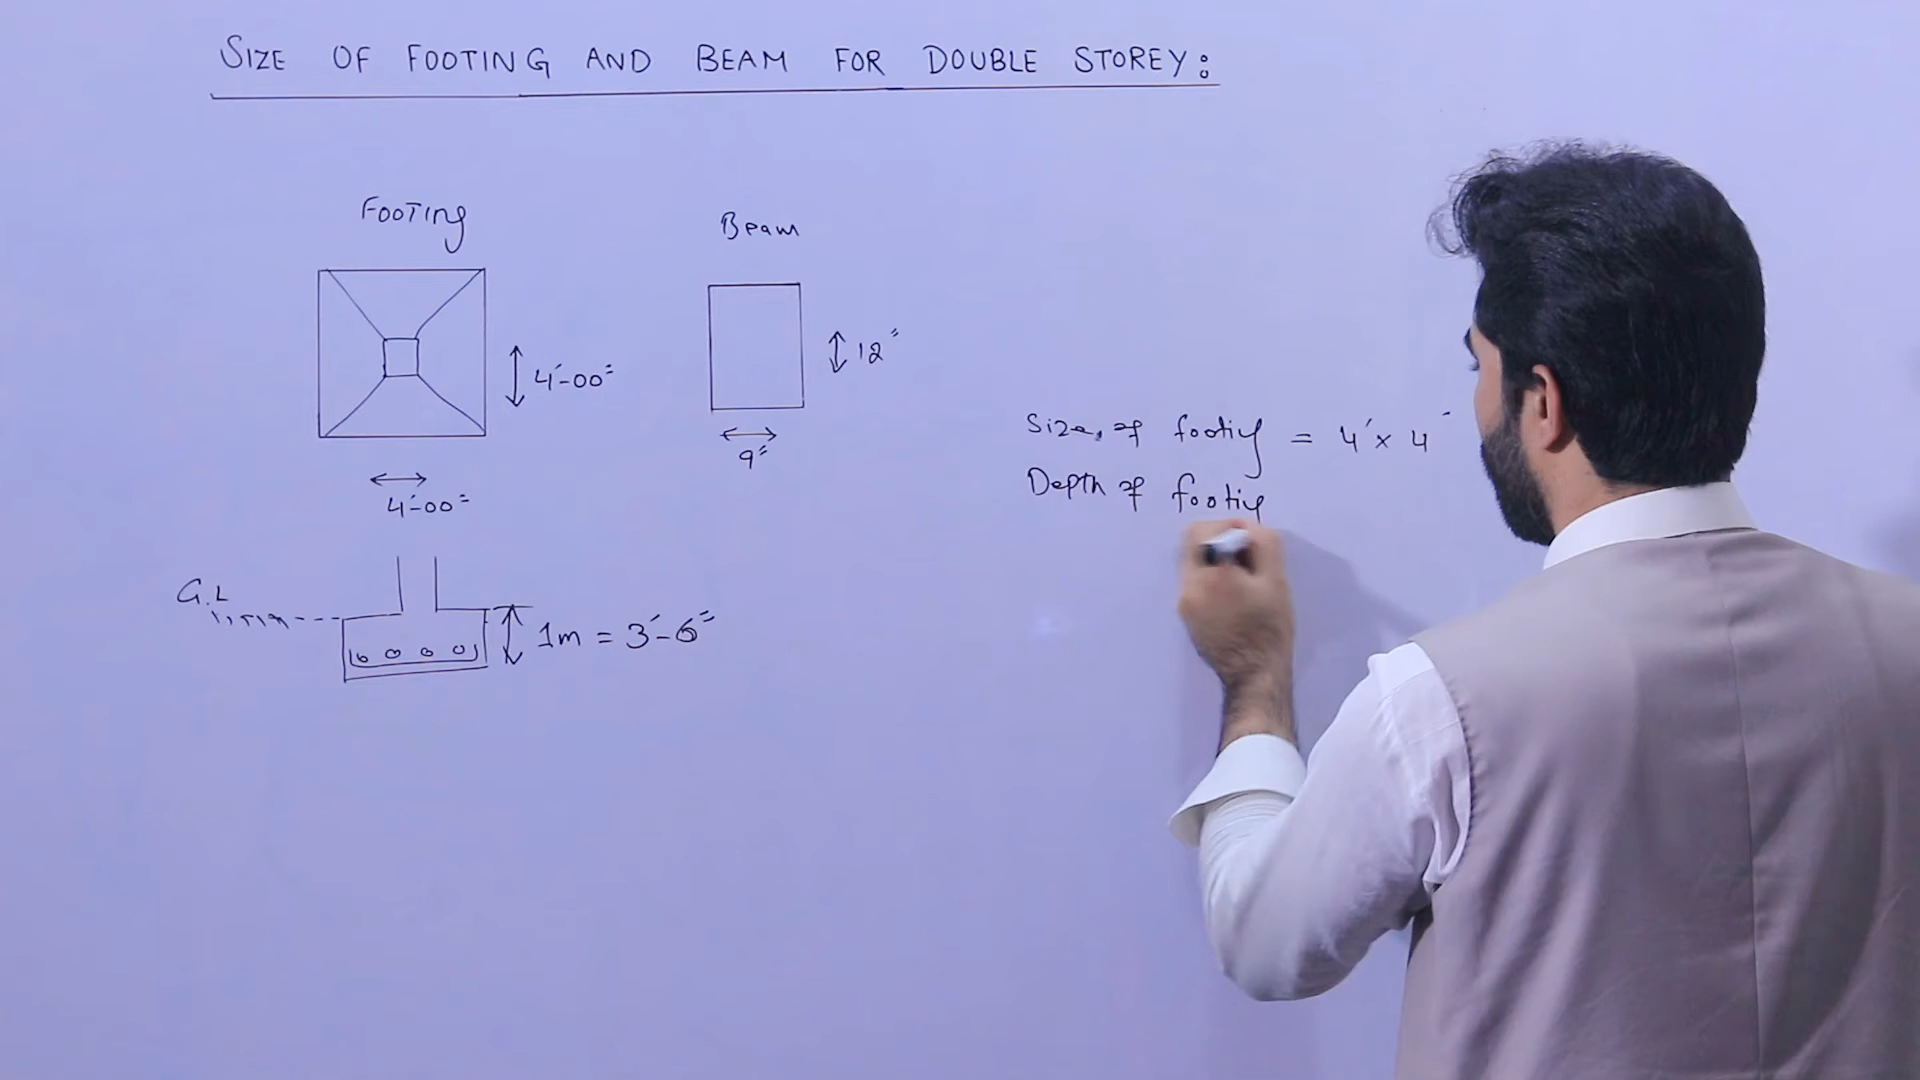 SIZE OF FOOTING AND BEAM FOR DOUBLE STOREY:
Footing
Beam
4'-00"
12"
9"
4'-00"
Size of footing = 4' x 4'
Depth of footing
G.L
1m = 3'-6"